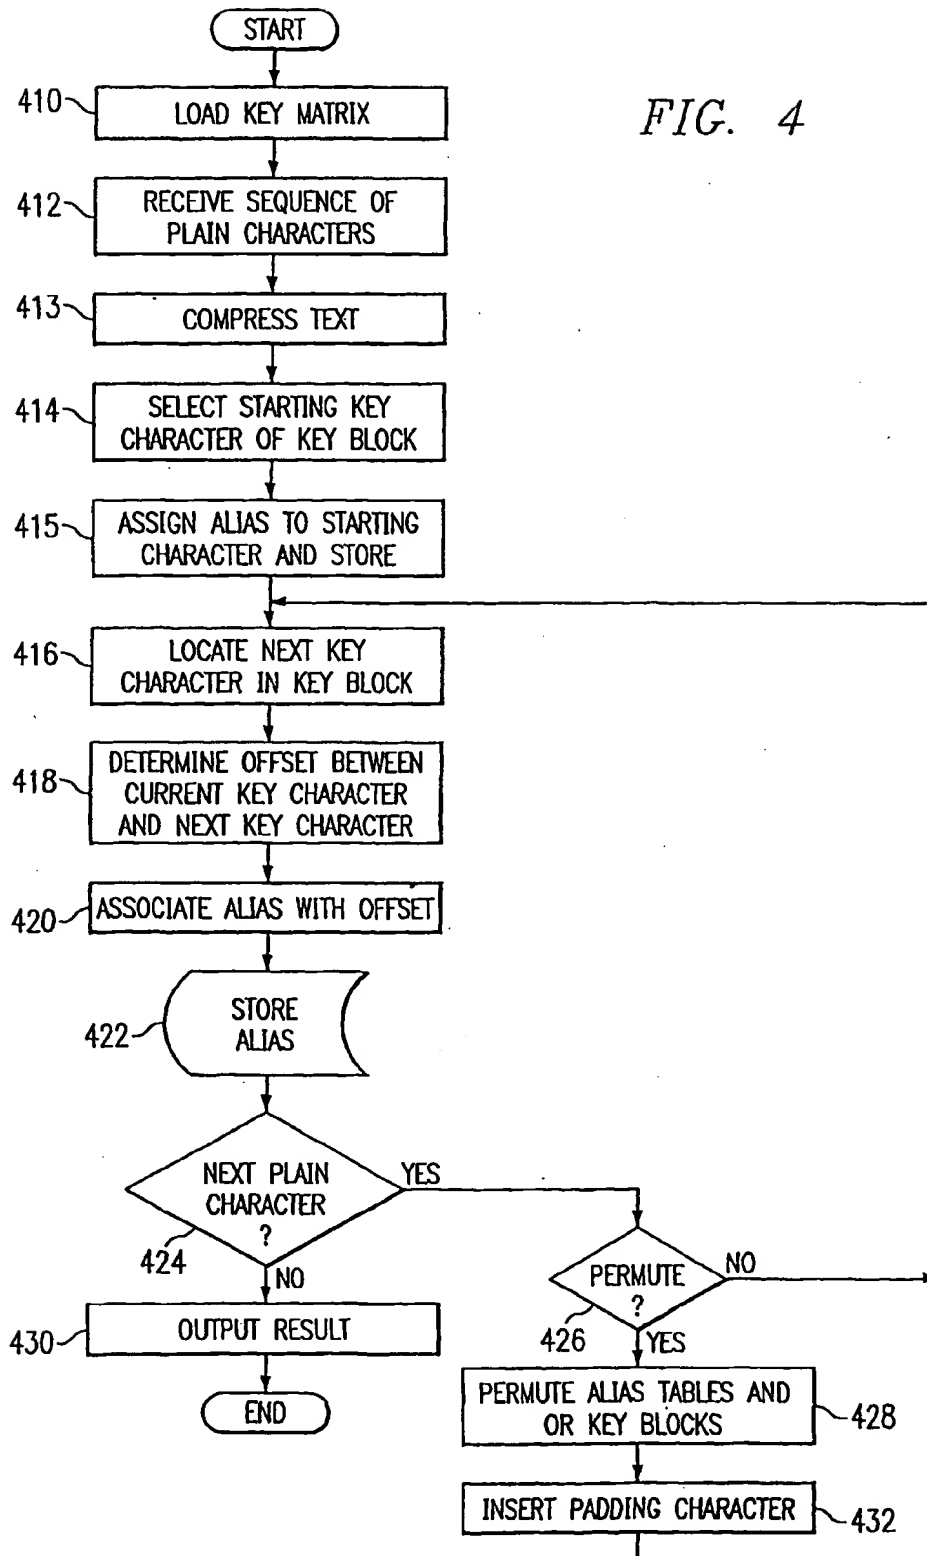 START
FIG. 4
410
LOAD KEY MATRIX
412
RECEIVE SEQUENCE OF
PLAIN CHARACTERS
413
COMPRESS TEXT
414
SELECT STARTING KEY
CHARACTER OF KEY BLOCK
415
ASSIGN ALIAS TO STARTING
CHARACTER AND STORE
416
LOCATE NEXT KEY
CHARACTER IN KEY BLOCK
418
DETERMINE OFFSET BETWEEN
CURRENT KEY CHARACTER
AND NEXT KEY CHARACTER
420
ASSOCIATE ALIAS WITH OFFSET
422
STORE
ALIAS
NEXT PLAIN
CHARACTER
?
424
YES
NO
PERMUTE
?
426
NO
YES
430
OUTPUT RESULT
END
PERMUTE ALIAS TABLES AND
OR KEY BLOCKS
428
INSERT PADDING CHARACTER
432